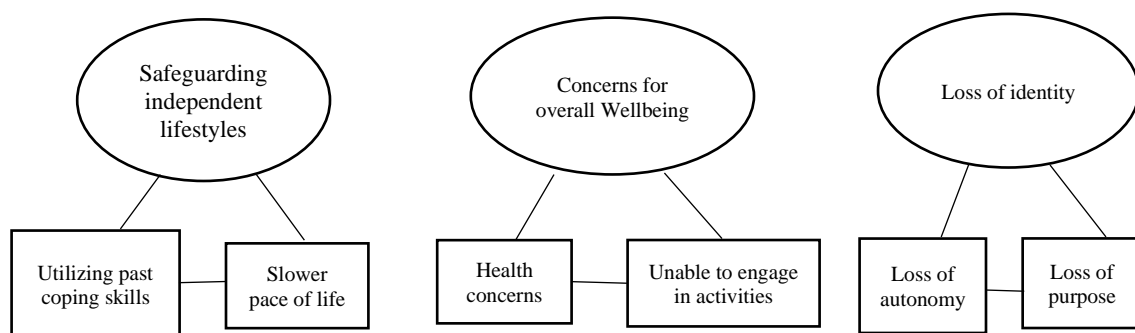 Safeguarding
independent
lifestyles
Utilizing past
coping skills
Slower
pace of life
Concerns for
overall Wellbeing
Health
concerns
Unable to engage
in activities
Loss of identity
Loss of
autonomy
Loss of
purpose